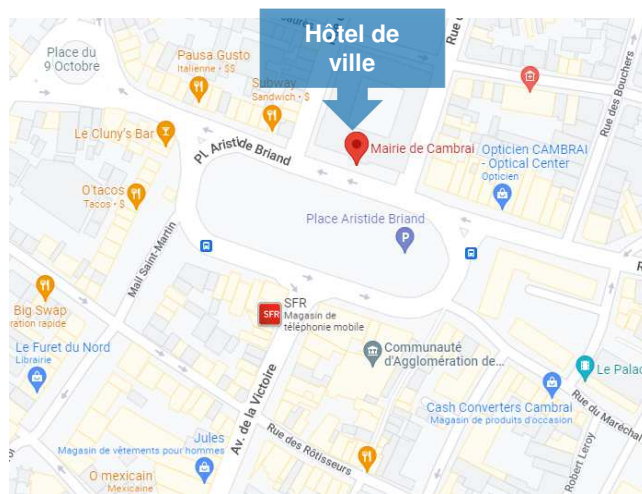 Hôtel de
ville
Place du
9 Octobre
Pausa Gusto
Italienne • $$
Subway
Sandwich • $
Rue des Bouchers
Le Cluny's Bar
Pl. Aristide Briand
Mairie de Cambrai
Opticien CAMBRAI
- Optical Center
Opticien
O'tacos
Tacos • $
Place Aristide Briand
P
Mail Saint-Martin
Big Swap
ration rapide
SFR
SFR
Magasin de
téléphonie mobile
Le Furet du Nord
Librairie
Communauté
d'Agglomération de...
Le Palac
Av. de la Victoire
Cash Converters Cambrai
Magasin de produits d'occasion
Rue du Maréchal
Jules
Magasin de vêtements pour hommes
Rue des Rôtisseurs
Robert Leroy
O mexicain
Mexicaine